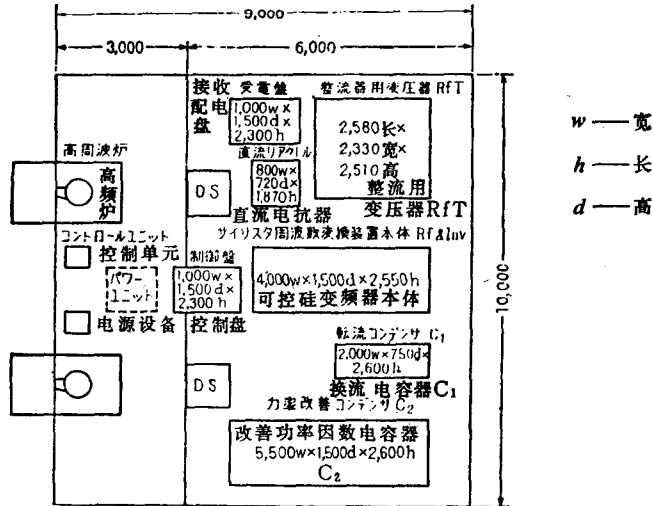 9,000
3,000
6,000
接收 受電盤
配电
盘
1,000w×
1,500d×
2,300h
整流器用変圧器 RfT
2,580长×
2,330宽×
2,510高
整流用
变压器RfT
直流リアクトル
800w×
720d×
1,870h
直流电抗器
DS
高周波炉
高频炉
コントロールユニット
控制单元
パワー
ユニット
电源设备
制御盤
1,000w×
1,500d×
2,300h
控制盘
サイリスタ周波数変換装置本体 Rf&Inv
4,000w×1,500d×2,550h
可控硅变频器本体
転流コンデンサ C₁
2,000w×750d×
2,600h
换流电容器C₁
DS
力率改善コンデンサ C₂
改善功率因数电容器
5,500w×1,500d×2,600h
C₂
10,000
w — 宽
h — 长
d — 高